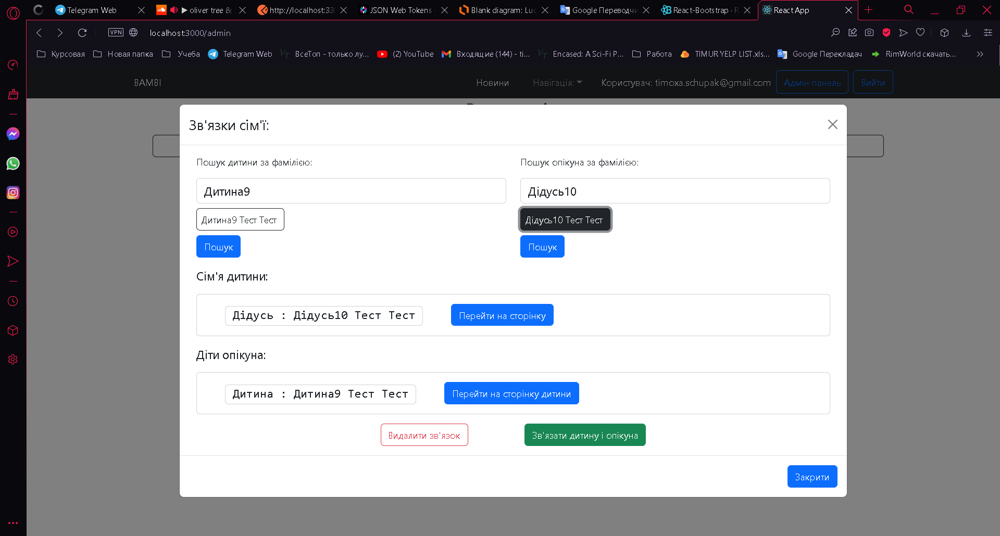 Telegram Web
oliver tree &
http://localhost:33
JSON Web Tokens -
Blank diagram: Luc
Google Переводчи
React-Bootstrap · R
React App
VPN
localhost:3000/admin
Курсовая
Новая папка
Учеба
Telegram Web
ВсеТоп - только лу...
(2) YouTube
Входящие (144) - ti...
Encased: A Sci-Fi P...
Работа
TIMUR YELP LIST.xls...
Google Перекладач
RimWorld скачать...
BAMBI
Новини
Навігація:
Користувач: timoxa.schupak@gmail.com
Адмін панель
Вийти
Зв'язки сім'ї:
Пошук дитини за фамілією:
Пошук опікуна за фамілією:
Дитина9
Дідусь10
Дитина9 Тест Тест
Дідусь10 Тест Тест
Пошук
Пошук
Сім'я дитини:
Дідусь : Дідусь10 Тест Тест
Перейти на сторінку
Діти опікуна:
Дитина : Дитина9 Тест Тест
Перейти на сторінку дитини
Видалити зв'язок
Зв'язати дитину і опікуна
Закрити